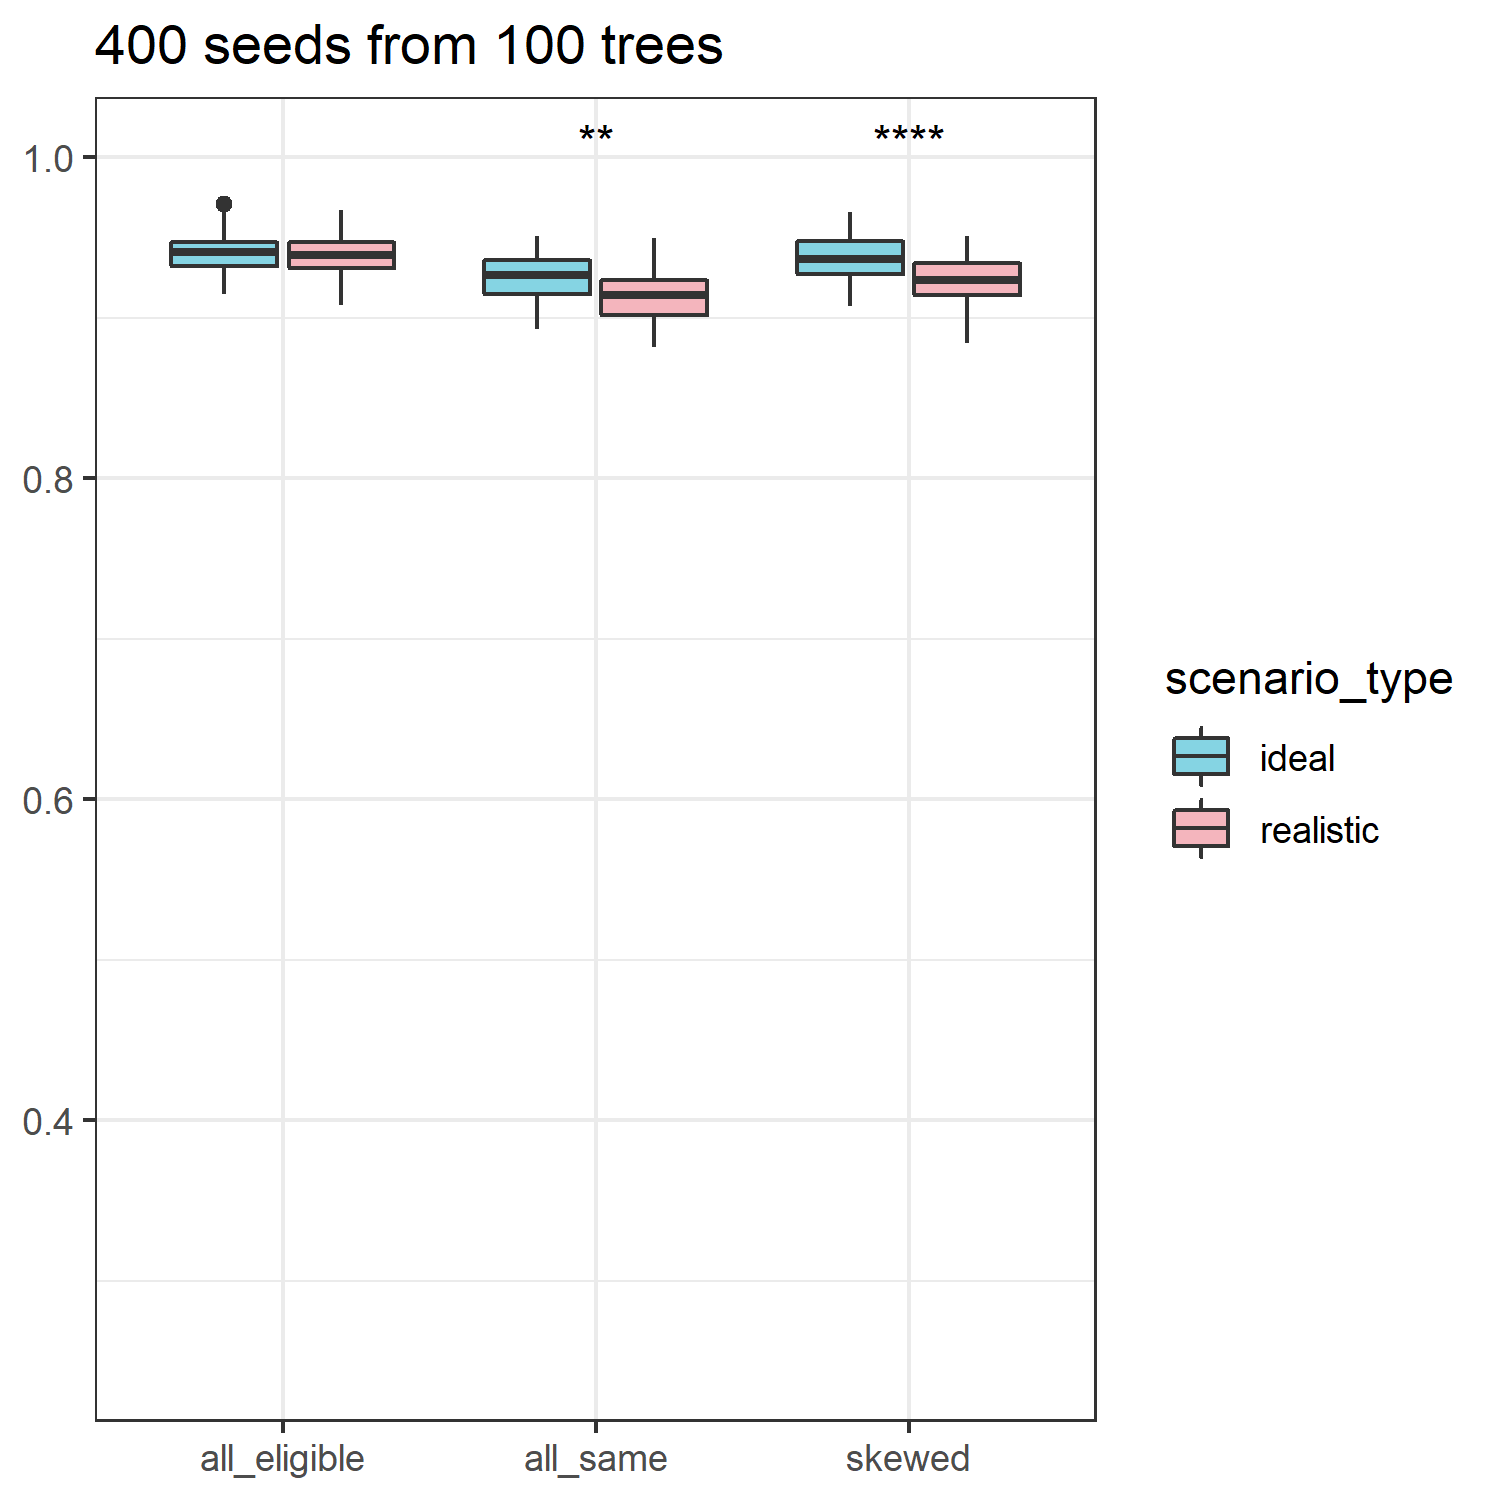 400 seeds from 100 trees
** ****
1.0
0.8
0.6
0.4
all_eligible all_same skewed
scenario_type
ideal
realistic